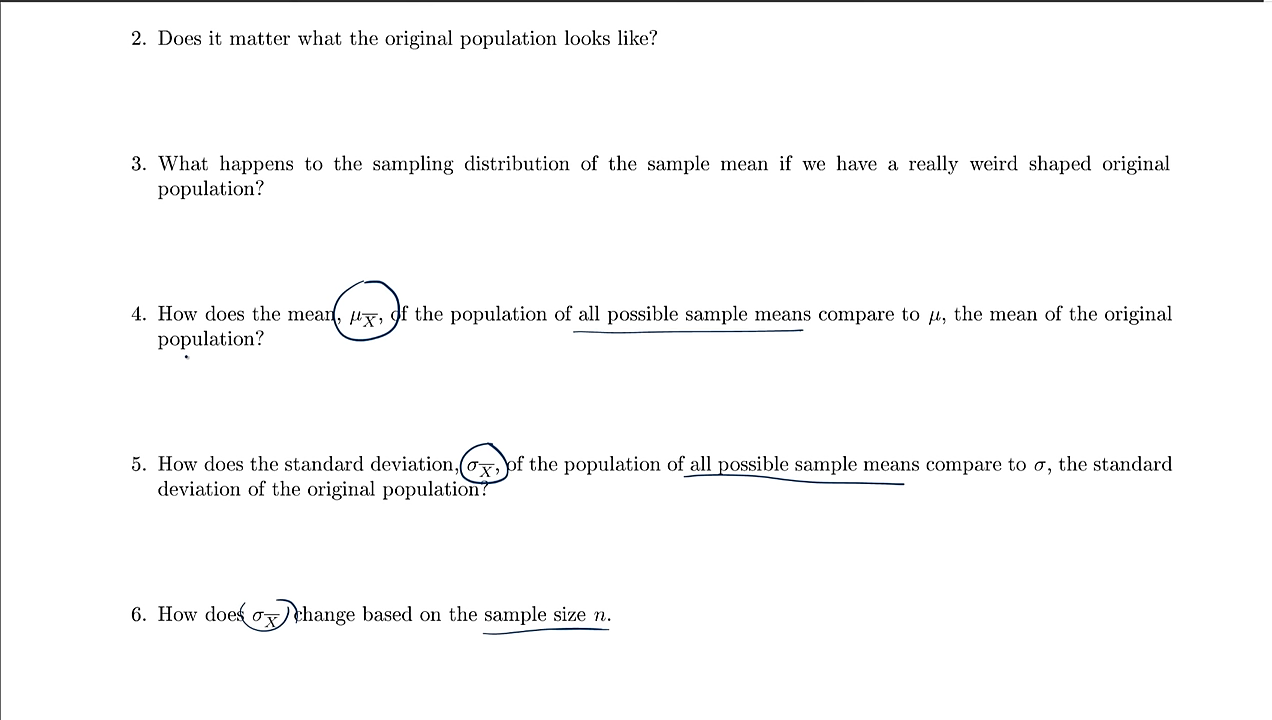 2. Does it matter what the original population looks like?
3. What happens to the sampling distribution of the sample mean if we have a really weird shaped original
population?
4. How does the mean, μX̅, of the population of all possible sample means compare to μ, the mean of the original
population?
5. How does the standard deviation, σX̅, of the population of all possible sample means compare to σ, the standard
deviation of the original population?
6. How does σX̅ change based on the sample size n.